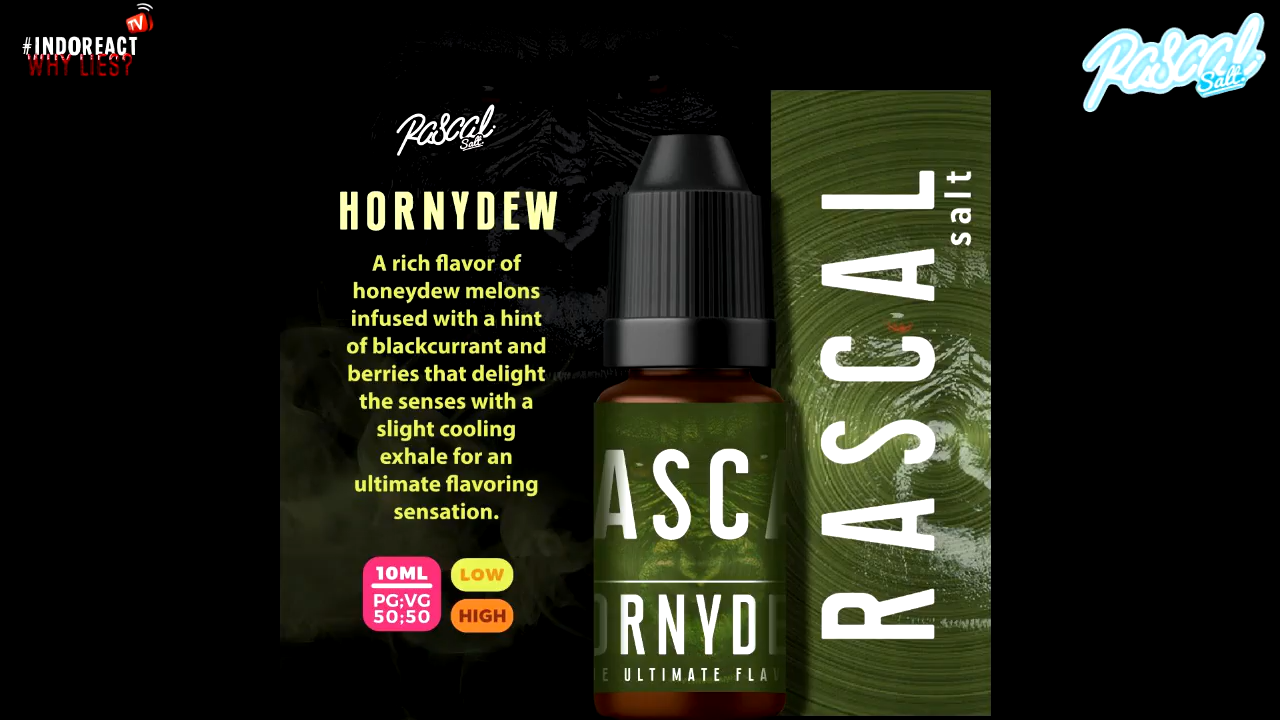 TV
#INDOREACT
WHY LIES?
Rascal
Salt
Rascal
Salt
HORNYDEW
A rich flavor of
honeydew melons
infused with a hint
of blackcurrant and
berries that delight
the senses with a
slight cooling
exhale for an
ultimate flavoring
sensation.
10ML
PG;VG
50;50
LOW
HIGH
ASCA
ORNYDE
E ULTIMATE FLAV
RASCAL
salt